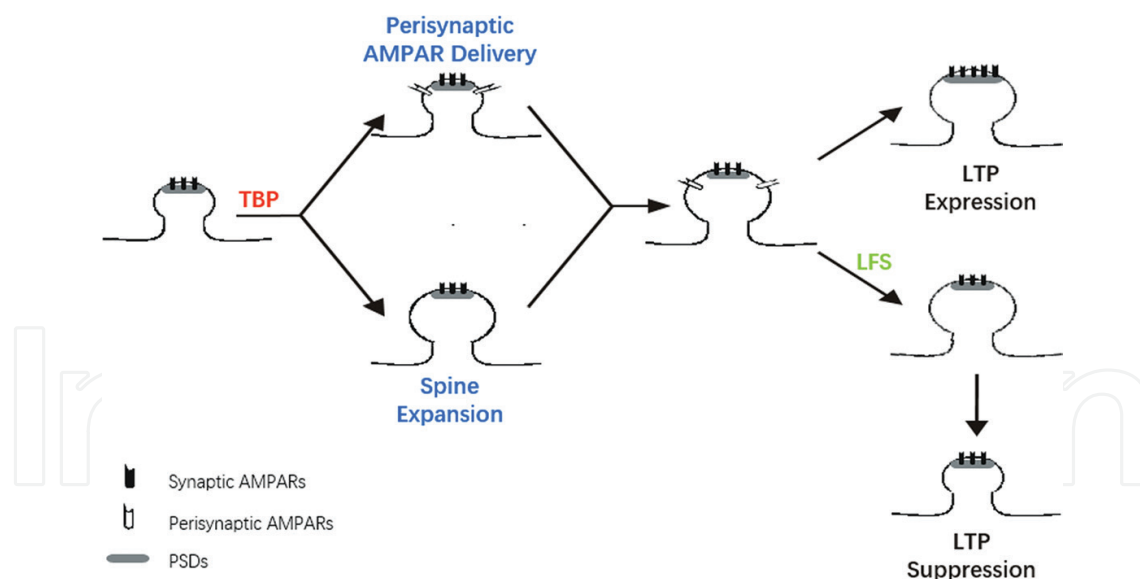 Perisynaptic
AMPAR Delivery
TBP
LTP
Expression
LFS
Spine
Expansion
Synaptic AMPARs
Perisynaptic AMPARs
PSDs
LTP
Suppression